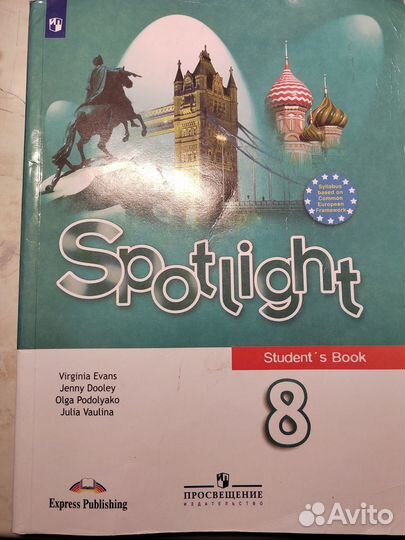 Syllabus
based on
Common
European
Framework
Spotlight
Student's Book
Virginia Evans
Jenny Dooley
Olga Podolyako
Julia Vaulina
8
Express Publishing
ПРОСВЕЩЕНИЕ
ИЗДАТЕЛЬСТВО
Avito